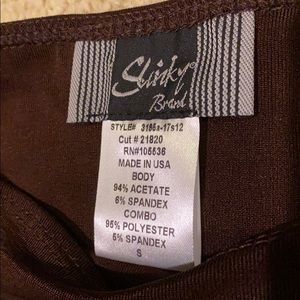 Slinky®
Brand
STYLE# 3186a-17s12
Cut # 21820
RN#105536
MADE IN USA
BODY
94% ACETATE
6% SPANDEX
COMBO
95% POLYESTER
5% SPANDEX
S